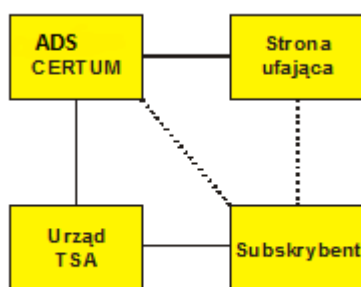 ADS
CERTUM
Strona
ufająca
Urząd
TSA
Subskrybent